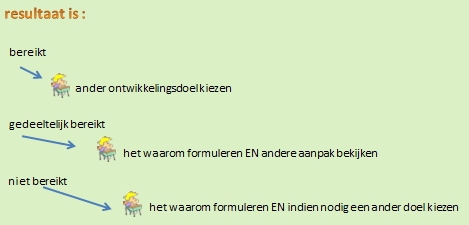 resultaat is :
bereikt
ander ontwikkelingsdoel kiezen
gedeeltelijk bereikt
het waarom formuleren EN andere aanpak bekijken
niet bereikt
het waarom formuleren EN indien nodig een ander doel kiezen